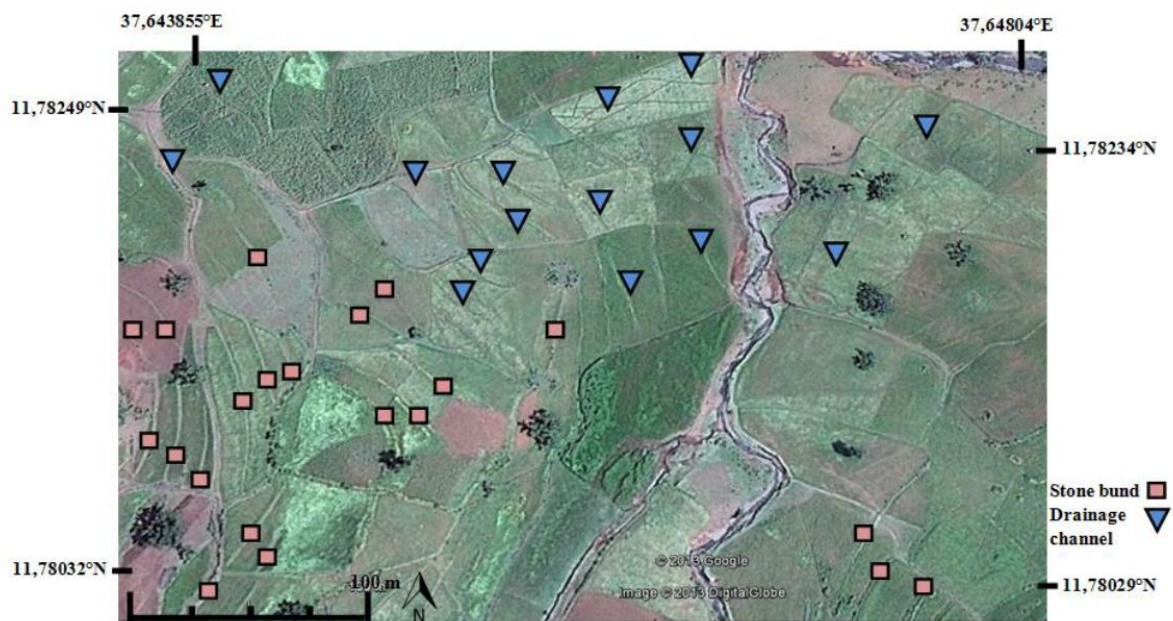 37,643855°E
37,64804°E
11,78249°N
11,78234°N
Stone bund
Drainage
channel
11,78032°N
11,78029°N
100 m
N
© 2013 Google
Image © 2013 DigitalGlobe